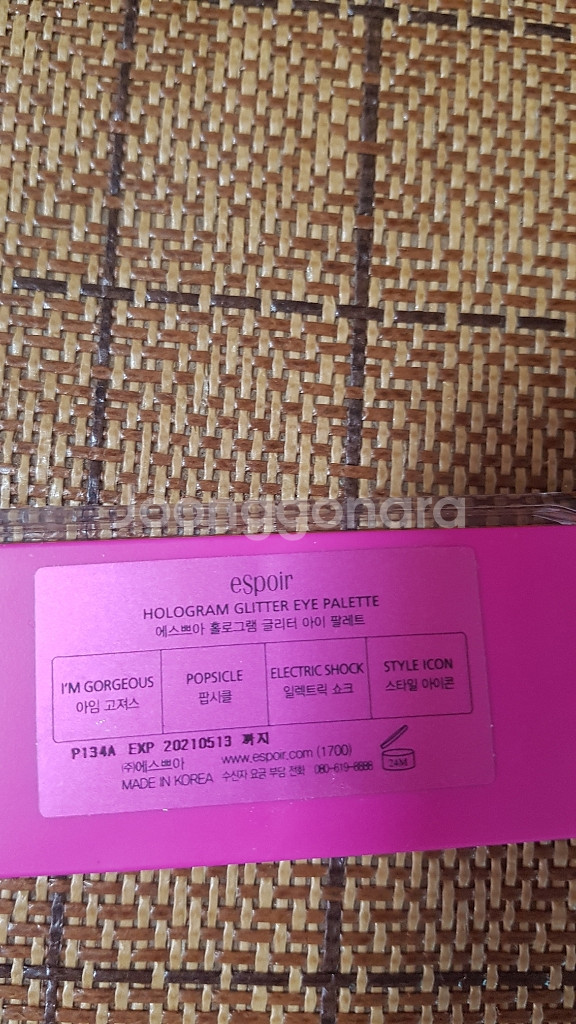 Joonggonara
eSpoir
HOLOGRAM GLITTER EYE PALETTE
에스쁘아 홀로그램 글리터 아이 팔레트
I'M GORGEOUS
아임 고져스
POPSICLE
팝시클
ELECTRIC SHOCK
일렉트릭 쇼크
STYLE ICON
스타일 아이콘
P134A EXP 20210513 까지
㈜에스쁘아 www.espoir.com (1700)
MADE IN KOREA 수신자 요금 부담 전화 080-619-8888
24M